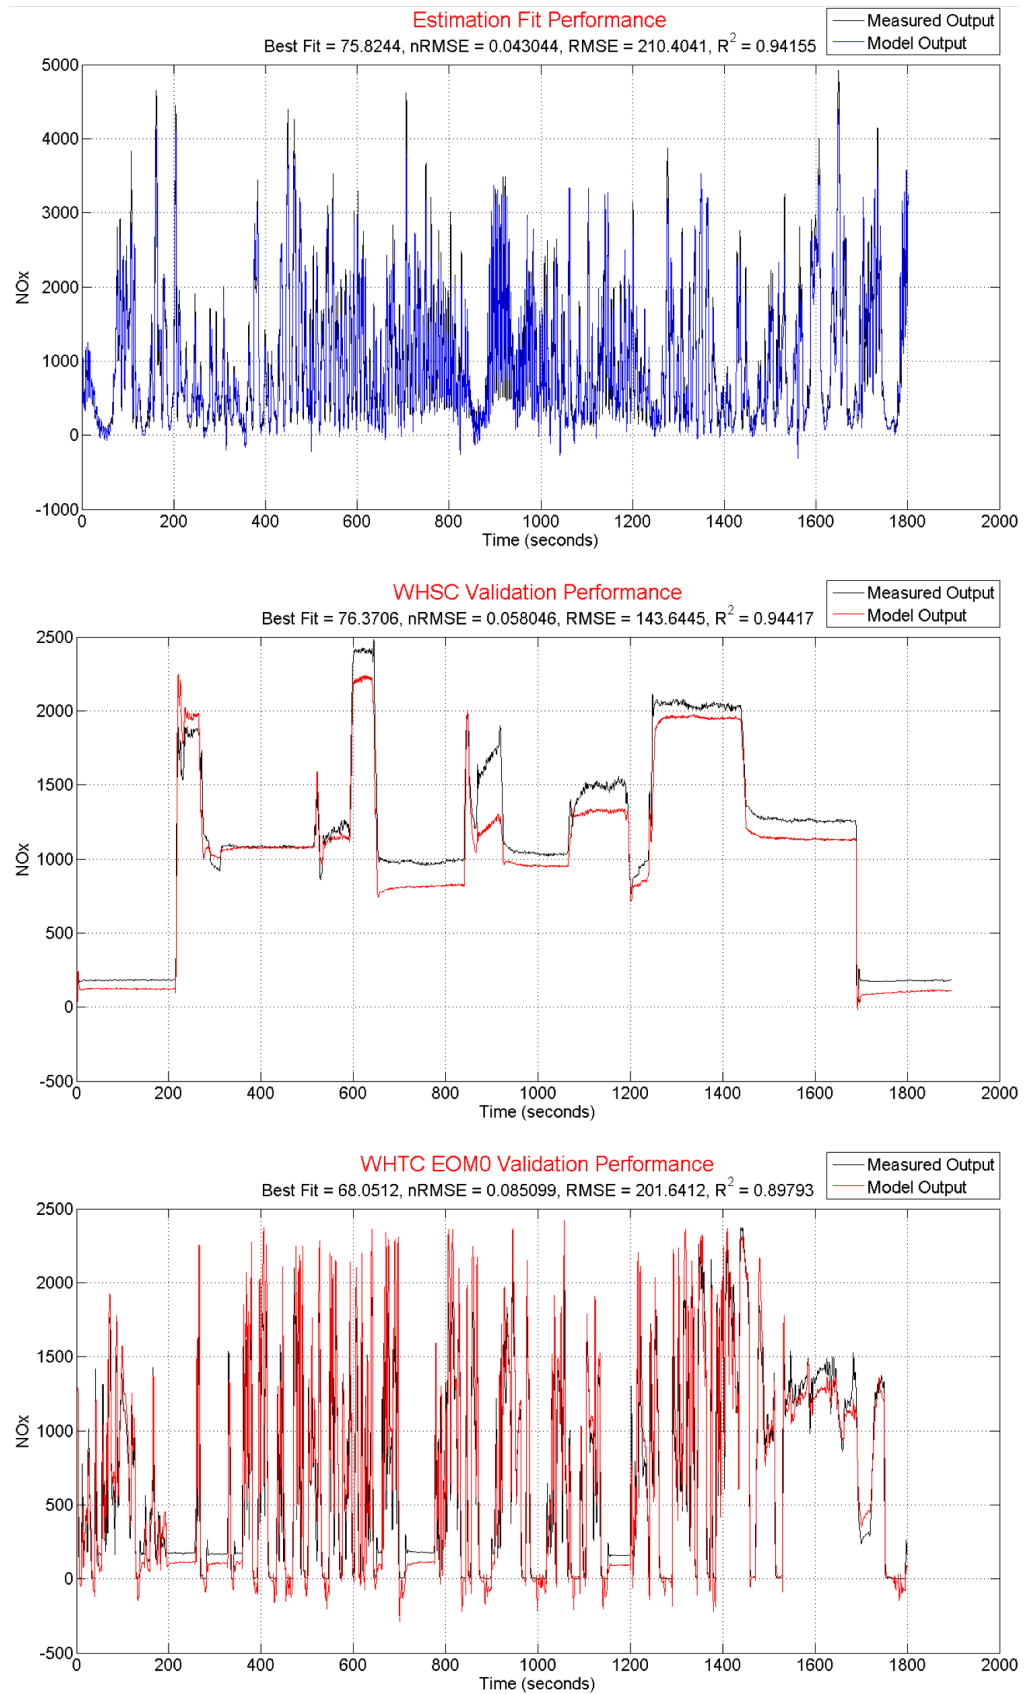 Estimation Fit Performance
Best Fit = 75.8244, nRMSE = 0.043044, RMSE = 210.4041, R² = 0.94155
Measured Output
Model Output
5000
4000
3000
2000
1000
0
-1000
NOx
0 200 400 600 800 1000 1200 1400 1600 1800 2000
Time (seconds)
WHSC Validation Performance
Best Fit = 76.3706, nRMSE = 0.058046, RMSE = 143.6445, R² = 0.94417
Measured Output
Model Output
2500
2000
1500
1000
500
0
-500
NOx
0 200 400 600 800 1000 1200 1400 1600 1800 2000
Time (seconds)
WHTC EOM0 Validation Performance
Best Fit = 68.0512, nRMSE = 0.085099, RMSE = 201.6412, R² = 0.89793
Measured Output
Model Output
2500
2000
1500
1000
500
0
-500
NOx
0 200 400 600 800 1000 1200 1400 1600 1800 2000
Time (seconds)